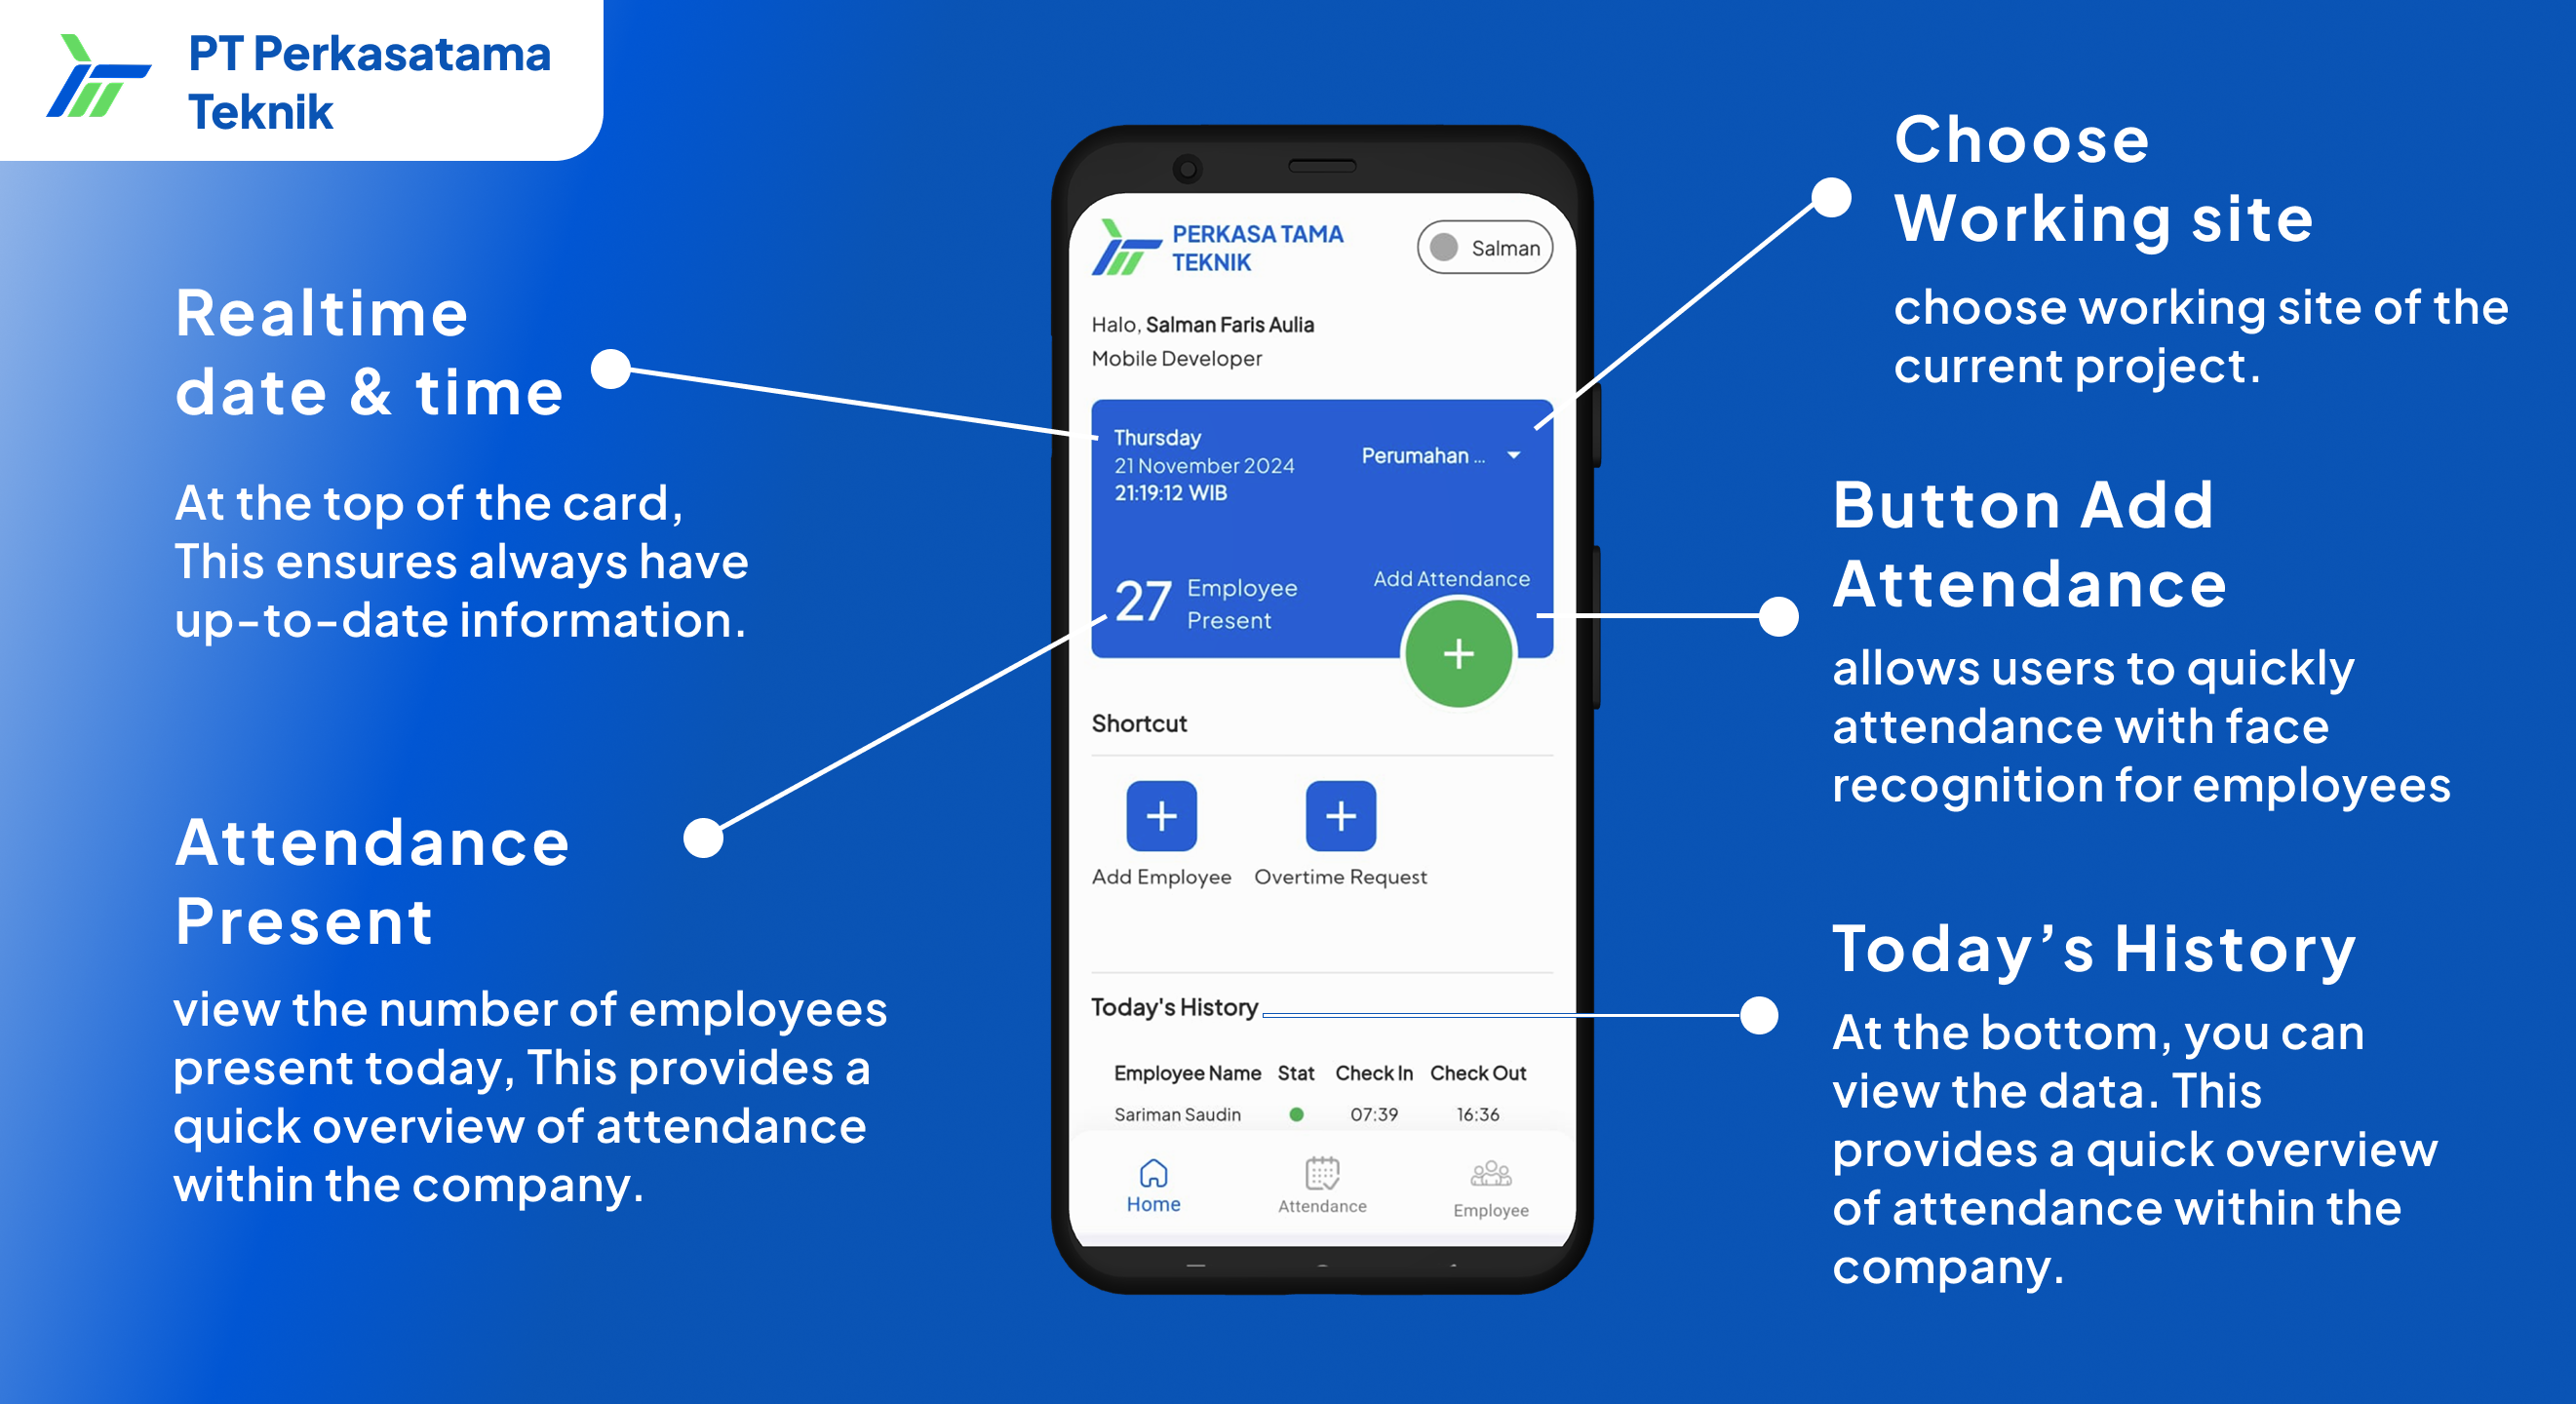 PT Perkasatama
Teknik
Realtime
date & time
At the top of the card,
This ensures always have
up-to-date information.
Attendance
Present
view the number of employees
present today, This provides a
quick overview of attendance
within the company.
PERKASA TAMA
TEKNIK
Salman
Halo, Salman Faris Aulia
Mobile Developer
Thursday
21 November 2024
21:19:12 WIB
Perumahan ...
27 Employee
Present
Add Attendance
Shortcut
Add Employee Overtime Request
Today's History
Employee Name Stat Check In Check Out
Sariman Saudin 07:39 16:36
Home Attendance Employee
Choose
Working site
choose working site of the
current project.
Button Add
Attendance
allows users to quickly
attendance with face
recognition for employees
Today’s History
At the bottom, you can
view the data. This
provides a quick overview
of attendance within the
company.